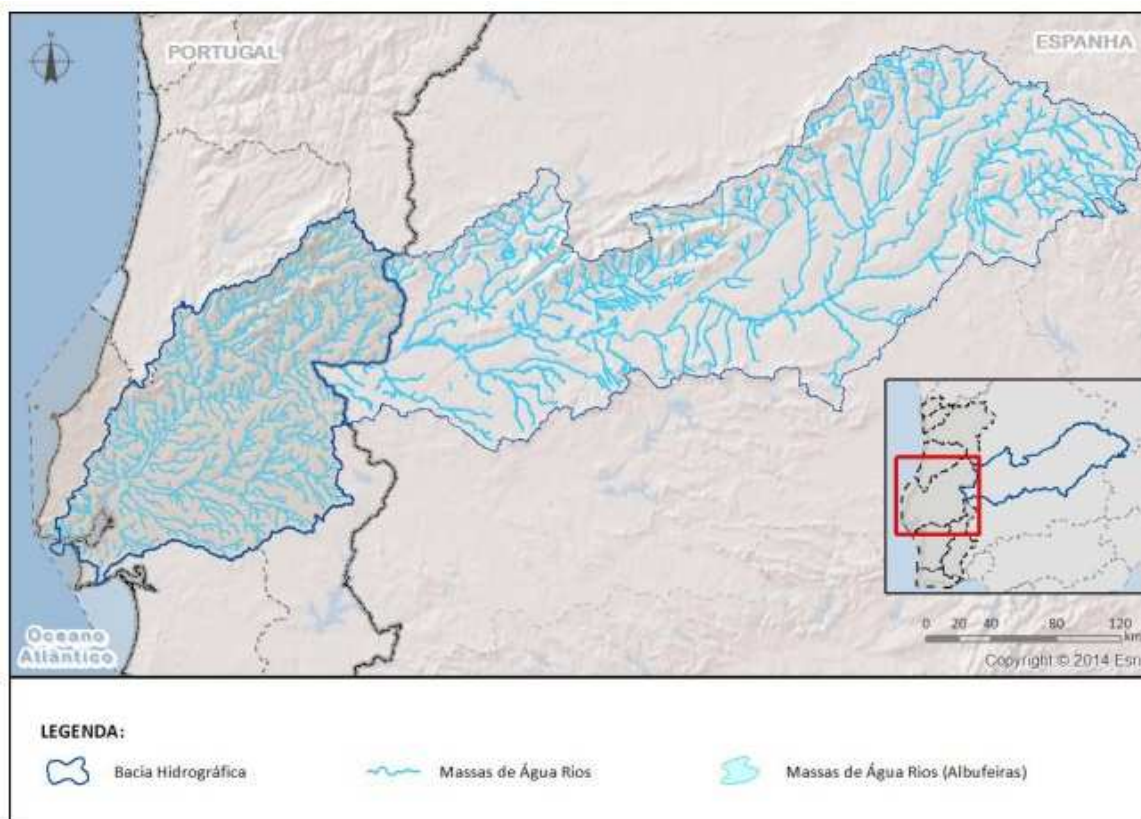 N
PORTUGAL
ESPANHA
Oceano
Atlântico
0 20 40 80 120
km
Copyright © 2014 Esri
LEGENDA:
Bacia Hidrográfica
Massas de Água Rios
Massas de Água Rios (Albufeiras)